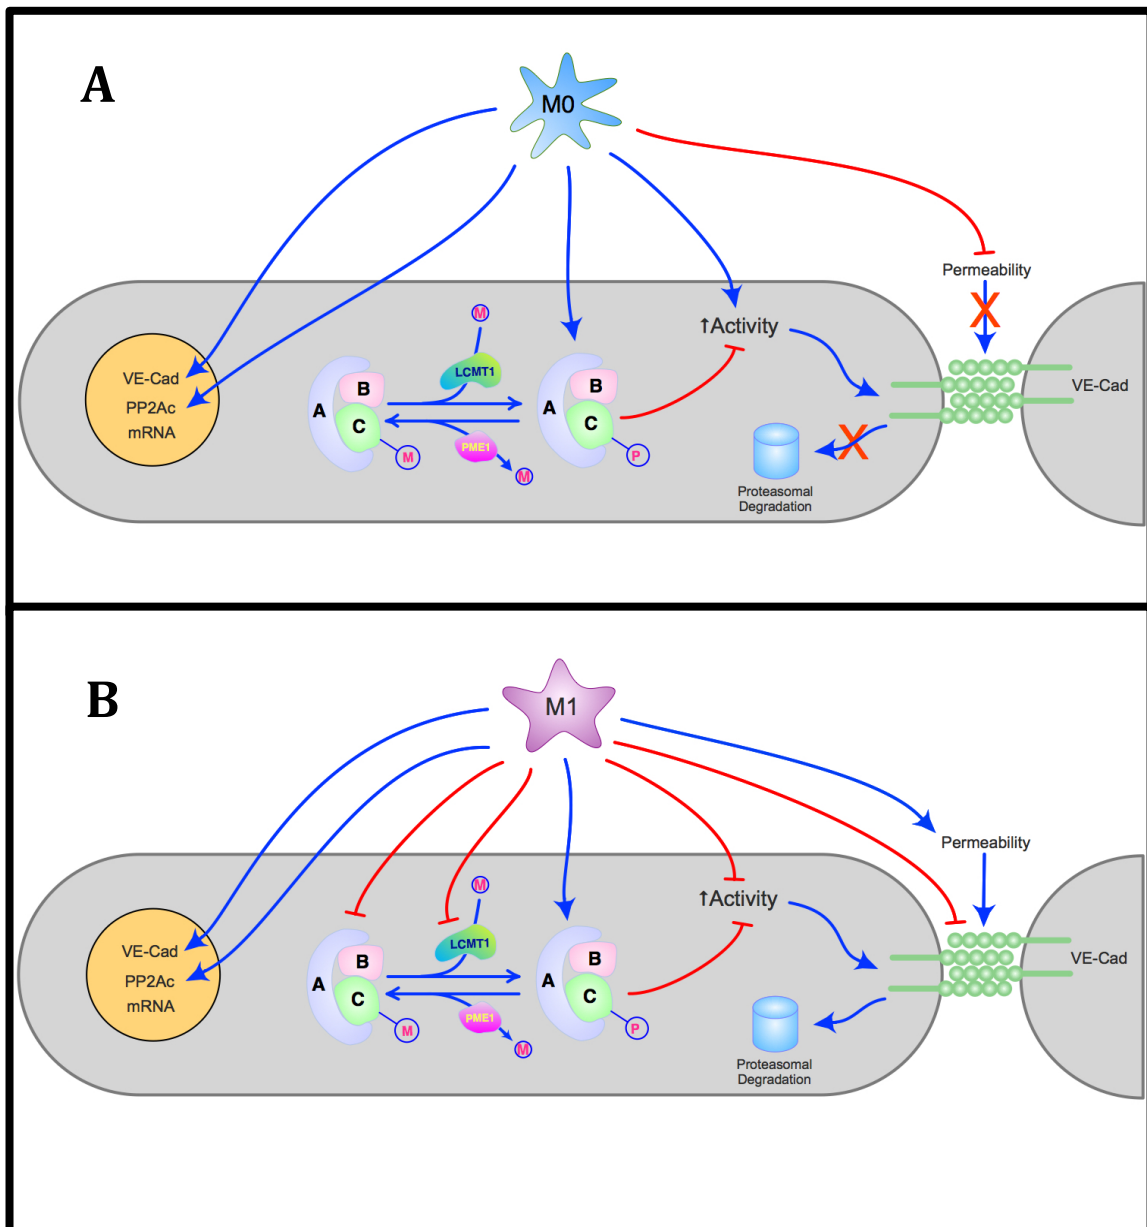 A
M0
Permeability
M
↑Activity
LCMT1
VE-Cad
PP2Ac
mRNA
A
B
C
M
PME1
M
A
B
C
P
VE-Cad
Proteasomal
Degradation
B
M1
Permeability
M
↑Activity
LCMT1
VE-Cad
PP2Ac
mRNA
A
B
C
M
PME1
M
A
B
C
P
VE-Cad
Proteasomal
Degradation